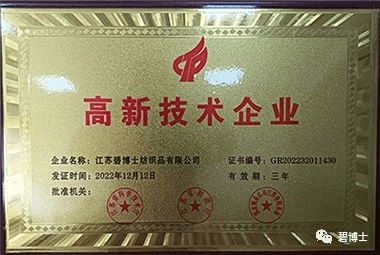 高新技术企业
企业名称：江苏碧博士纺织品有限公司 证书编号：GR202232011430
发证时间：2022年12月12日 有 效 期：三年
批准机关：
碧博士